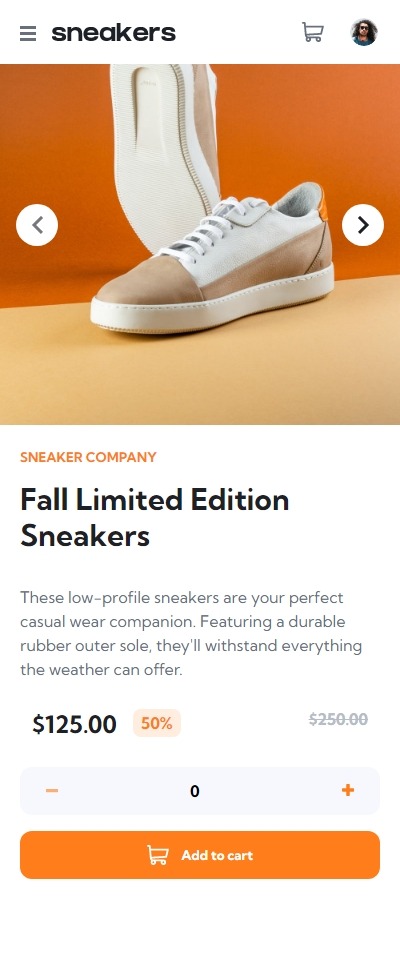 sneakers
SNEAKER COMPANY
Fall Limited Edition
Sneakers
These low-profile sneakers are your perfect
casual wear companion. Featuring a durable
rubber outer sole, they'll withstand everything
the weather can offer.
$125.00 50% $250.00
0
Add to cart